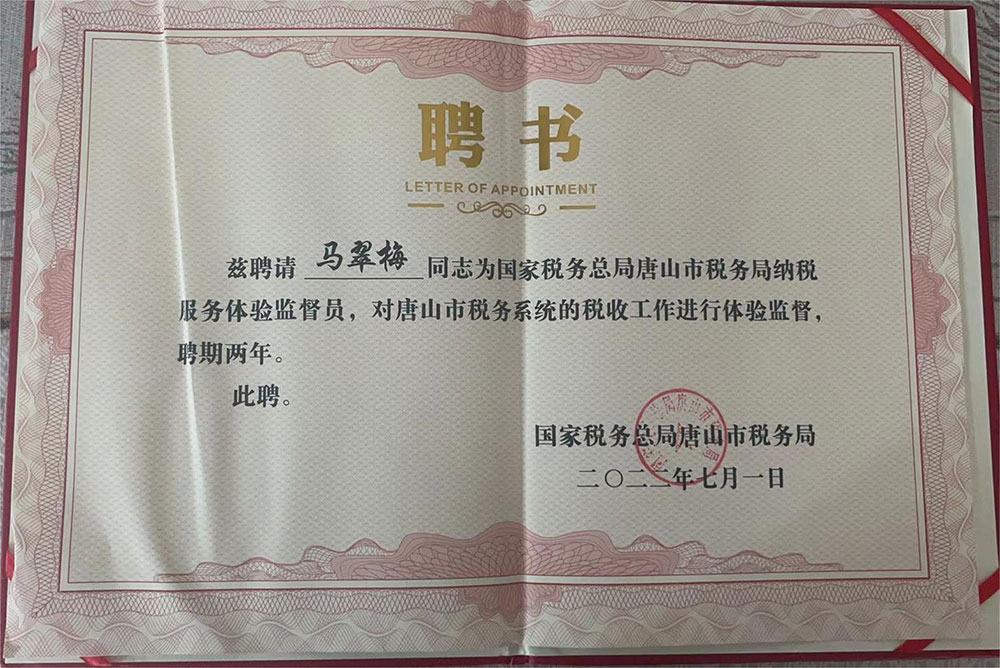 聘书
LETTER OF APPOINTMENT
兹聘请 马翠梅 同志为国家税务总局唐山市税务局纳税
服务体验监督员，对唐山市税务系统的税收工作进行体验监督，
聘期两年。
此聘。
国家税务总局唐山市税务局
二〇二二年七月一日